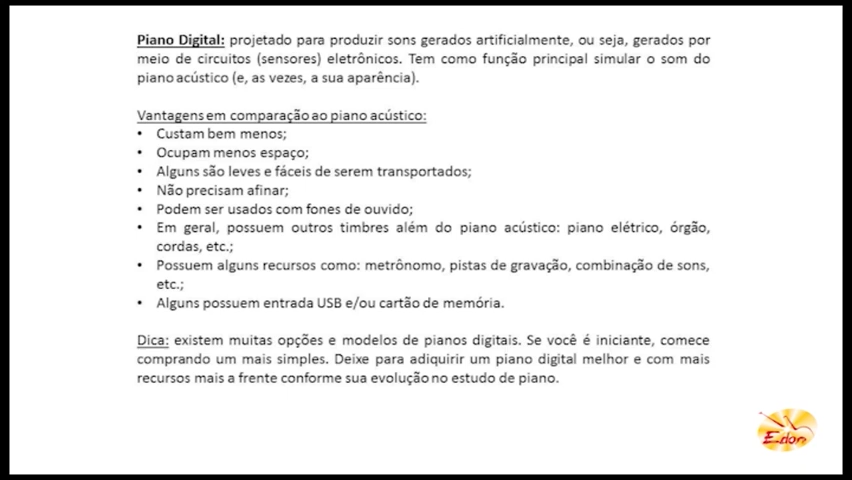 Piano Digital: projetado para produzir sons gerados artificialmente, ou seja, gerados por
meio de circuitos (sensores) eletrônicos. Tem como função principal simular o som do
piano acústico (e, as vezes, a sua aparência).
Vantagens em comparação ao piano acústico:
• Custam bem menos;
• Ocupam menos espaço;
• Alguns são leves e fáceis de serem transportados;
• Não precisam afinar;
• Podem ser usados com fones de ouvido;
• Em geral, possuem outros timbres além do piano acústico: piano elétrico, órgão,
cordas, etc.;
• Possuem alguns recursos como: metrônomo, pistas de gravação, combinação de sons,
etc.;
• Alguns possuem entrada USB e/ou cartão de memória.
Dica: existem muitas opções e modelos de pianos digitais. Se você é iniciante, comece
comprando um mais simples. Deixe para adiquirir um piano digital melhor e com mais
recursos mais a frente conforme sua evolução no estudo de piano.